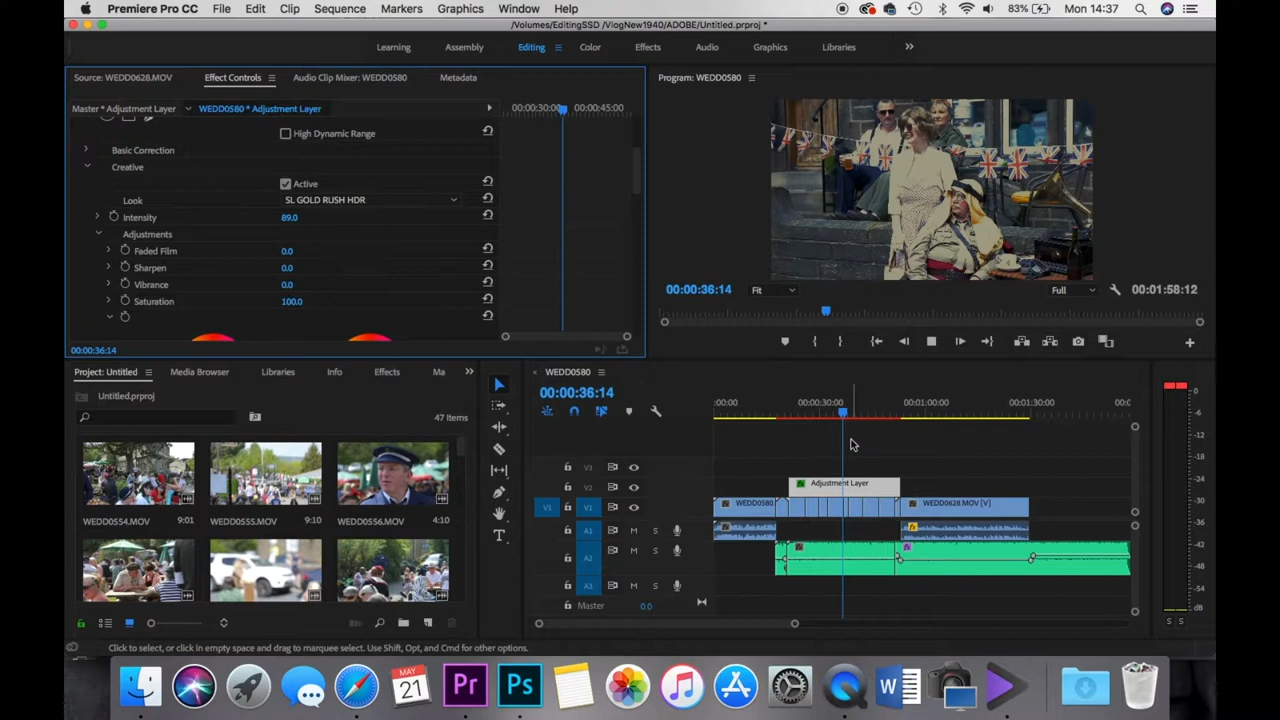 Premiere Pro CC File Edit Clip Sequence Markers Graphics Window Help 83% Mon 14:37
/Volumes/EditingSSD /VlogNew1940/ADOBE/Untitled.prproj *
Learning Assembly Editing Color Effects Audio Graphics Libraries
Source: WEDD0628.MOV Effect Controls Audio Clip Mixer: WEDD0580 Metadata
Program: WEDD0580
Master * Adjustment Layer WEDD0580 * Adjustment Layer 00:00:30:00 00:00:45:00
High Dynamic Range
Basic Correction
Creative
Active
Look SL GOLD RUSH HDR
Intensity 89.0
Adjustments
Faded Film 0.0
Sharpen 0.0
Vibrance 0.0
Saturation 100.0
00:00:36:14
00:00:36:14 Fit Full 00:01:58:12
Project: Untitled Media Browser Libraries Info Effects Ma
Untitled.prproj
47 Items
WEDD0554.MOV 9:01 WEDD0555.MOV 9:10 WEDD0556.MOV 4:10
WEDD0580
00:00:36:14
:00:00 00:00:30:00 00:01:00:00 00:01:30:00 00:0
V3
V2 Adjustment Layer
V1 V1 WEDD0580 WEDD0628.MOV [V]
A1 M S
A2 M S
A3 M S
Master 0.0
0
-6
-12
-18
-24
-30
-36
-42
-48
-54
dB
S S
Click to select, or click in empty space and drag to marquee select. Use Shift, Opt, and Cmd for other options.
MAY
21
Pr
Ps
W